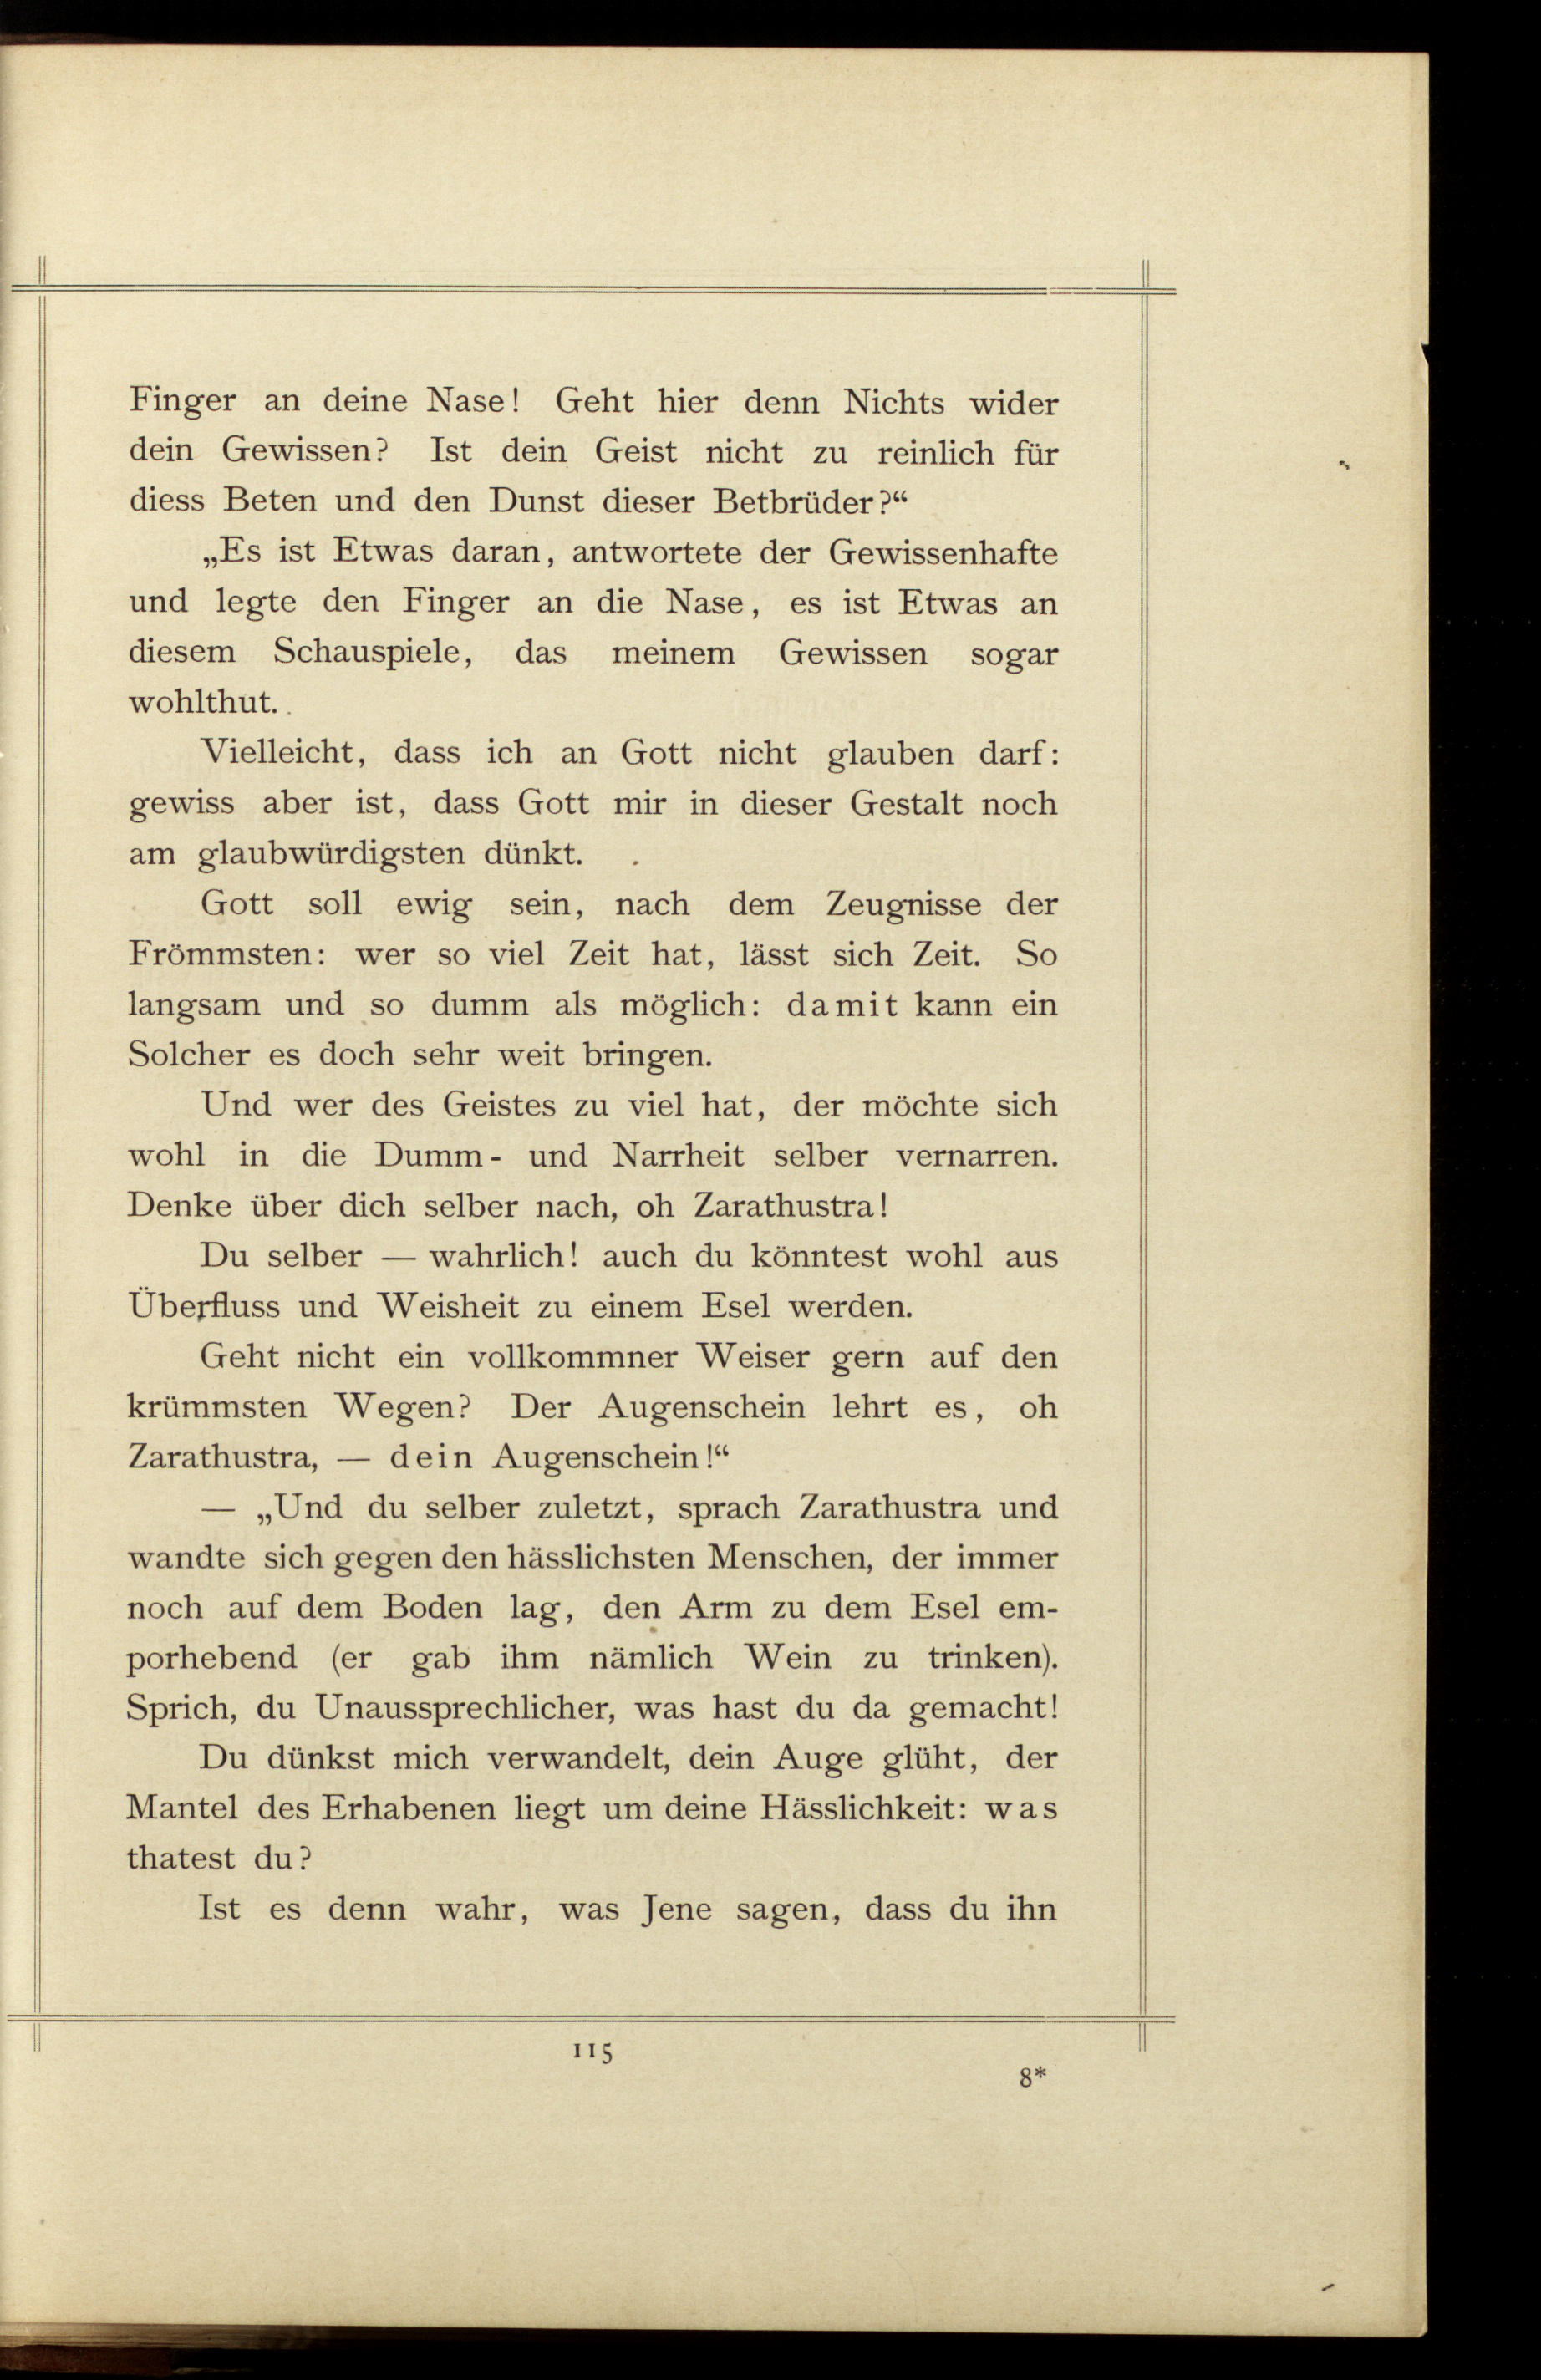 Finger an deine Nase! Geht hier denn Nichts wider
dein Gewissen? Ist dein Geist nicht zu reinlich für
diess Beten und den Dunst dieser Betbrüder?“
„Es ist Etwas daran, antwortete der Gewissenhafte
und legte den Finger an die Nase, es ist Etwas an
diesem Schauspiele, das meinem Gewissen sogar
wohlthut.
Vielleicht, dass ich an Gott nicht glauben darf:
gewiss aber ist, dass Gott mir in dieser Gestalt noch
am glaubwürdigsten dünkt.
Gott soll ewig sein, nach dem Zeugnisse der
Frömmsten: wer so viel Zeit hat, lässt sich Zeit. So
langsam und so dumm als möglich: damit kann ein
Solcher es doch sehr weit bringen.
Und wer des Geistes zu viel hat, der möchte sich
wohl in die Dumm- und Narrheit selber vernarren.
Denke über dich selber nach, oh Zarathustra!
Du selber — wahrlich! auch du könntest wohl aus
Überfluss und Weisheit zu einem Esel werden.
Geht nicht ein vollkommner Weiser gern auf den
krümmsten Wegen? Der Augenschein lehrt es, oh
Zarathustra, — dein Augenschein!“
— „Und du selber zuletzt, sprach Zarathustra und
wandte sich gegen den hässlichsten Menschen, der immer
noch auf dem Boden lag, den Arm zu dem Esel em-
porhebend (er gab ihm nämlich Wein zu trinken).
Sprich, du Unaussprechlicher, was hast du da gemacht!
Du dünkst mich verwandelt, dein Auge glüht, der
Mantel des Erhabenen liegt um deine Hässlichkeit: was
thatest du?
Ist es denn wahr, was Jene sagen, dass du ihn
115
8*